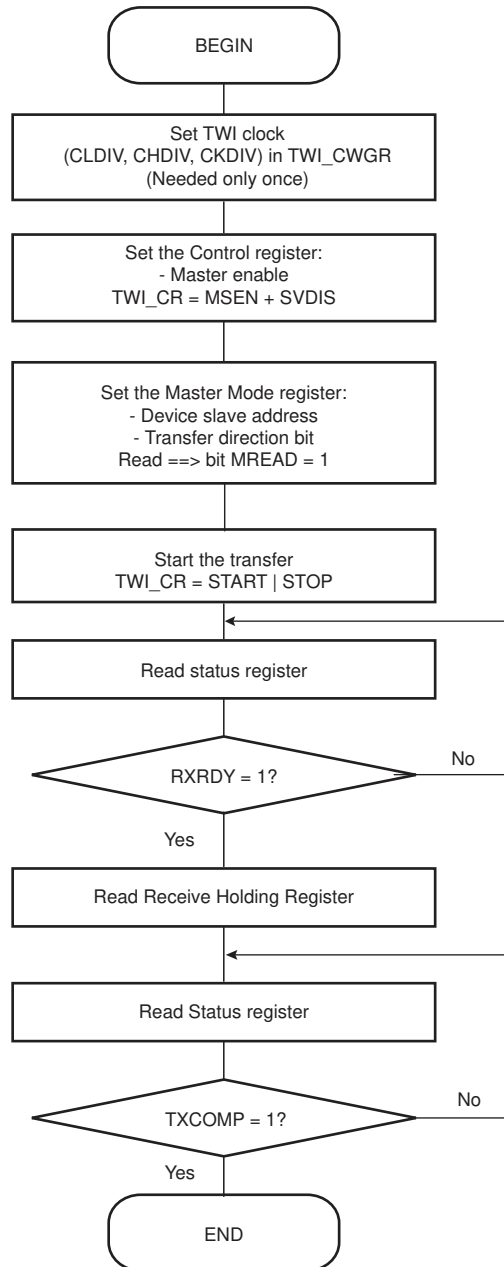 BEGIN
Set TWI clock
(CLDIV, CHDIV, CKDIV) in TWI_CWGR
(Needed only once)
Set the Control register:
- Master enable
TWI_CR = MSEN + SVDIS
Set the Master Mode register:
- Device slave address
- Transfer direction bit
Read ==> bit MREAD = 1
Start the transfer
TWI_CR = START | STOP
Read status register
RXRDY = 1?
No
Yes
Read Receive Holding Register
Read Status register
TXCOMP = 1?
No
Yes
END